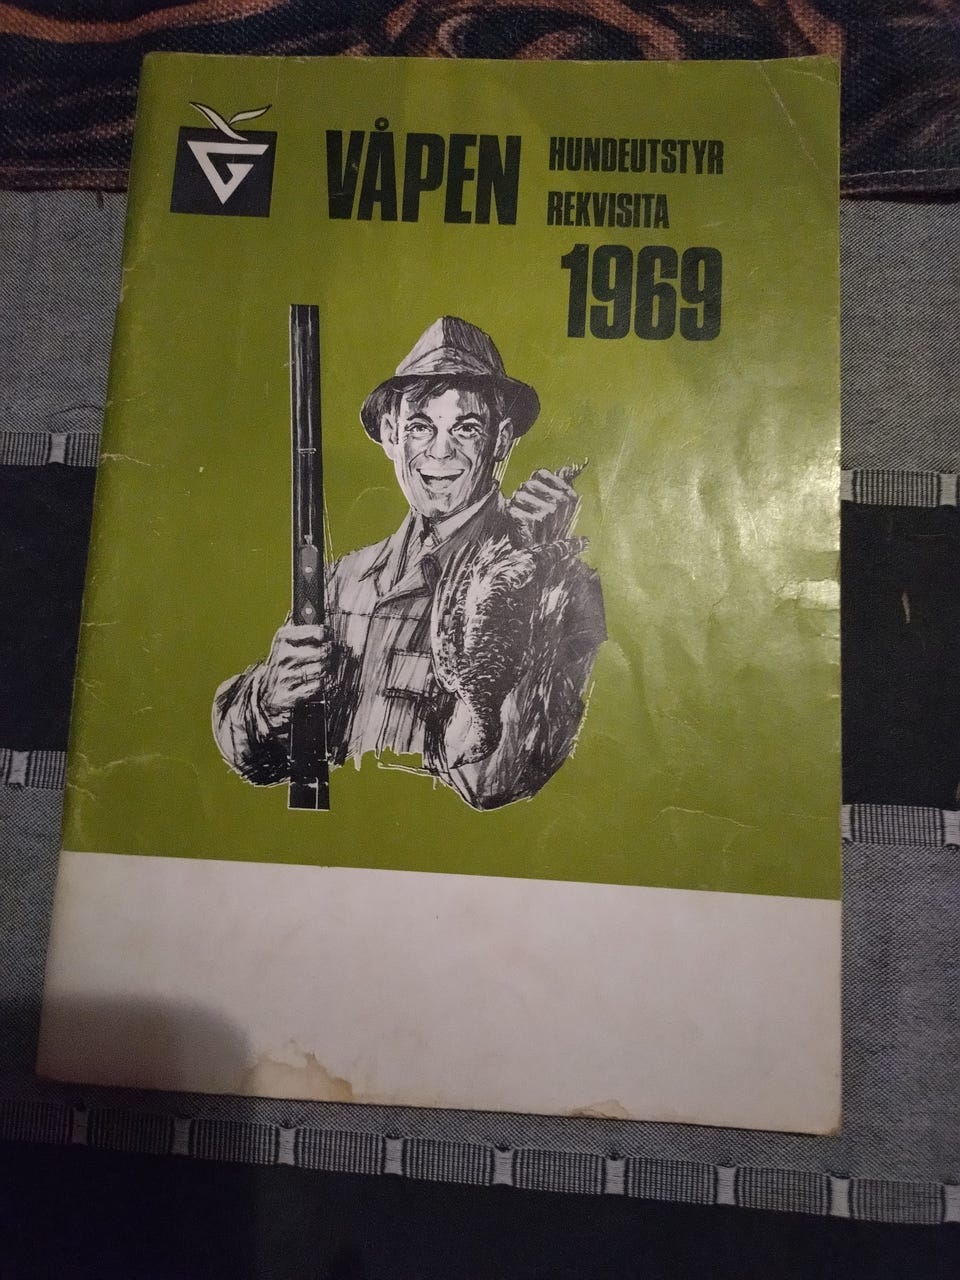 VÅPEN
HUNDEUTSTYR
REKVISITA
1969